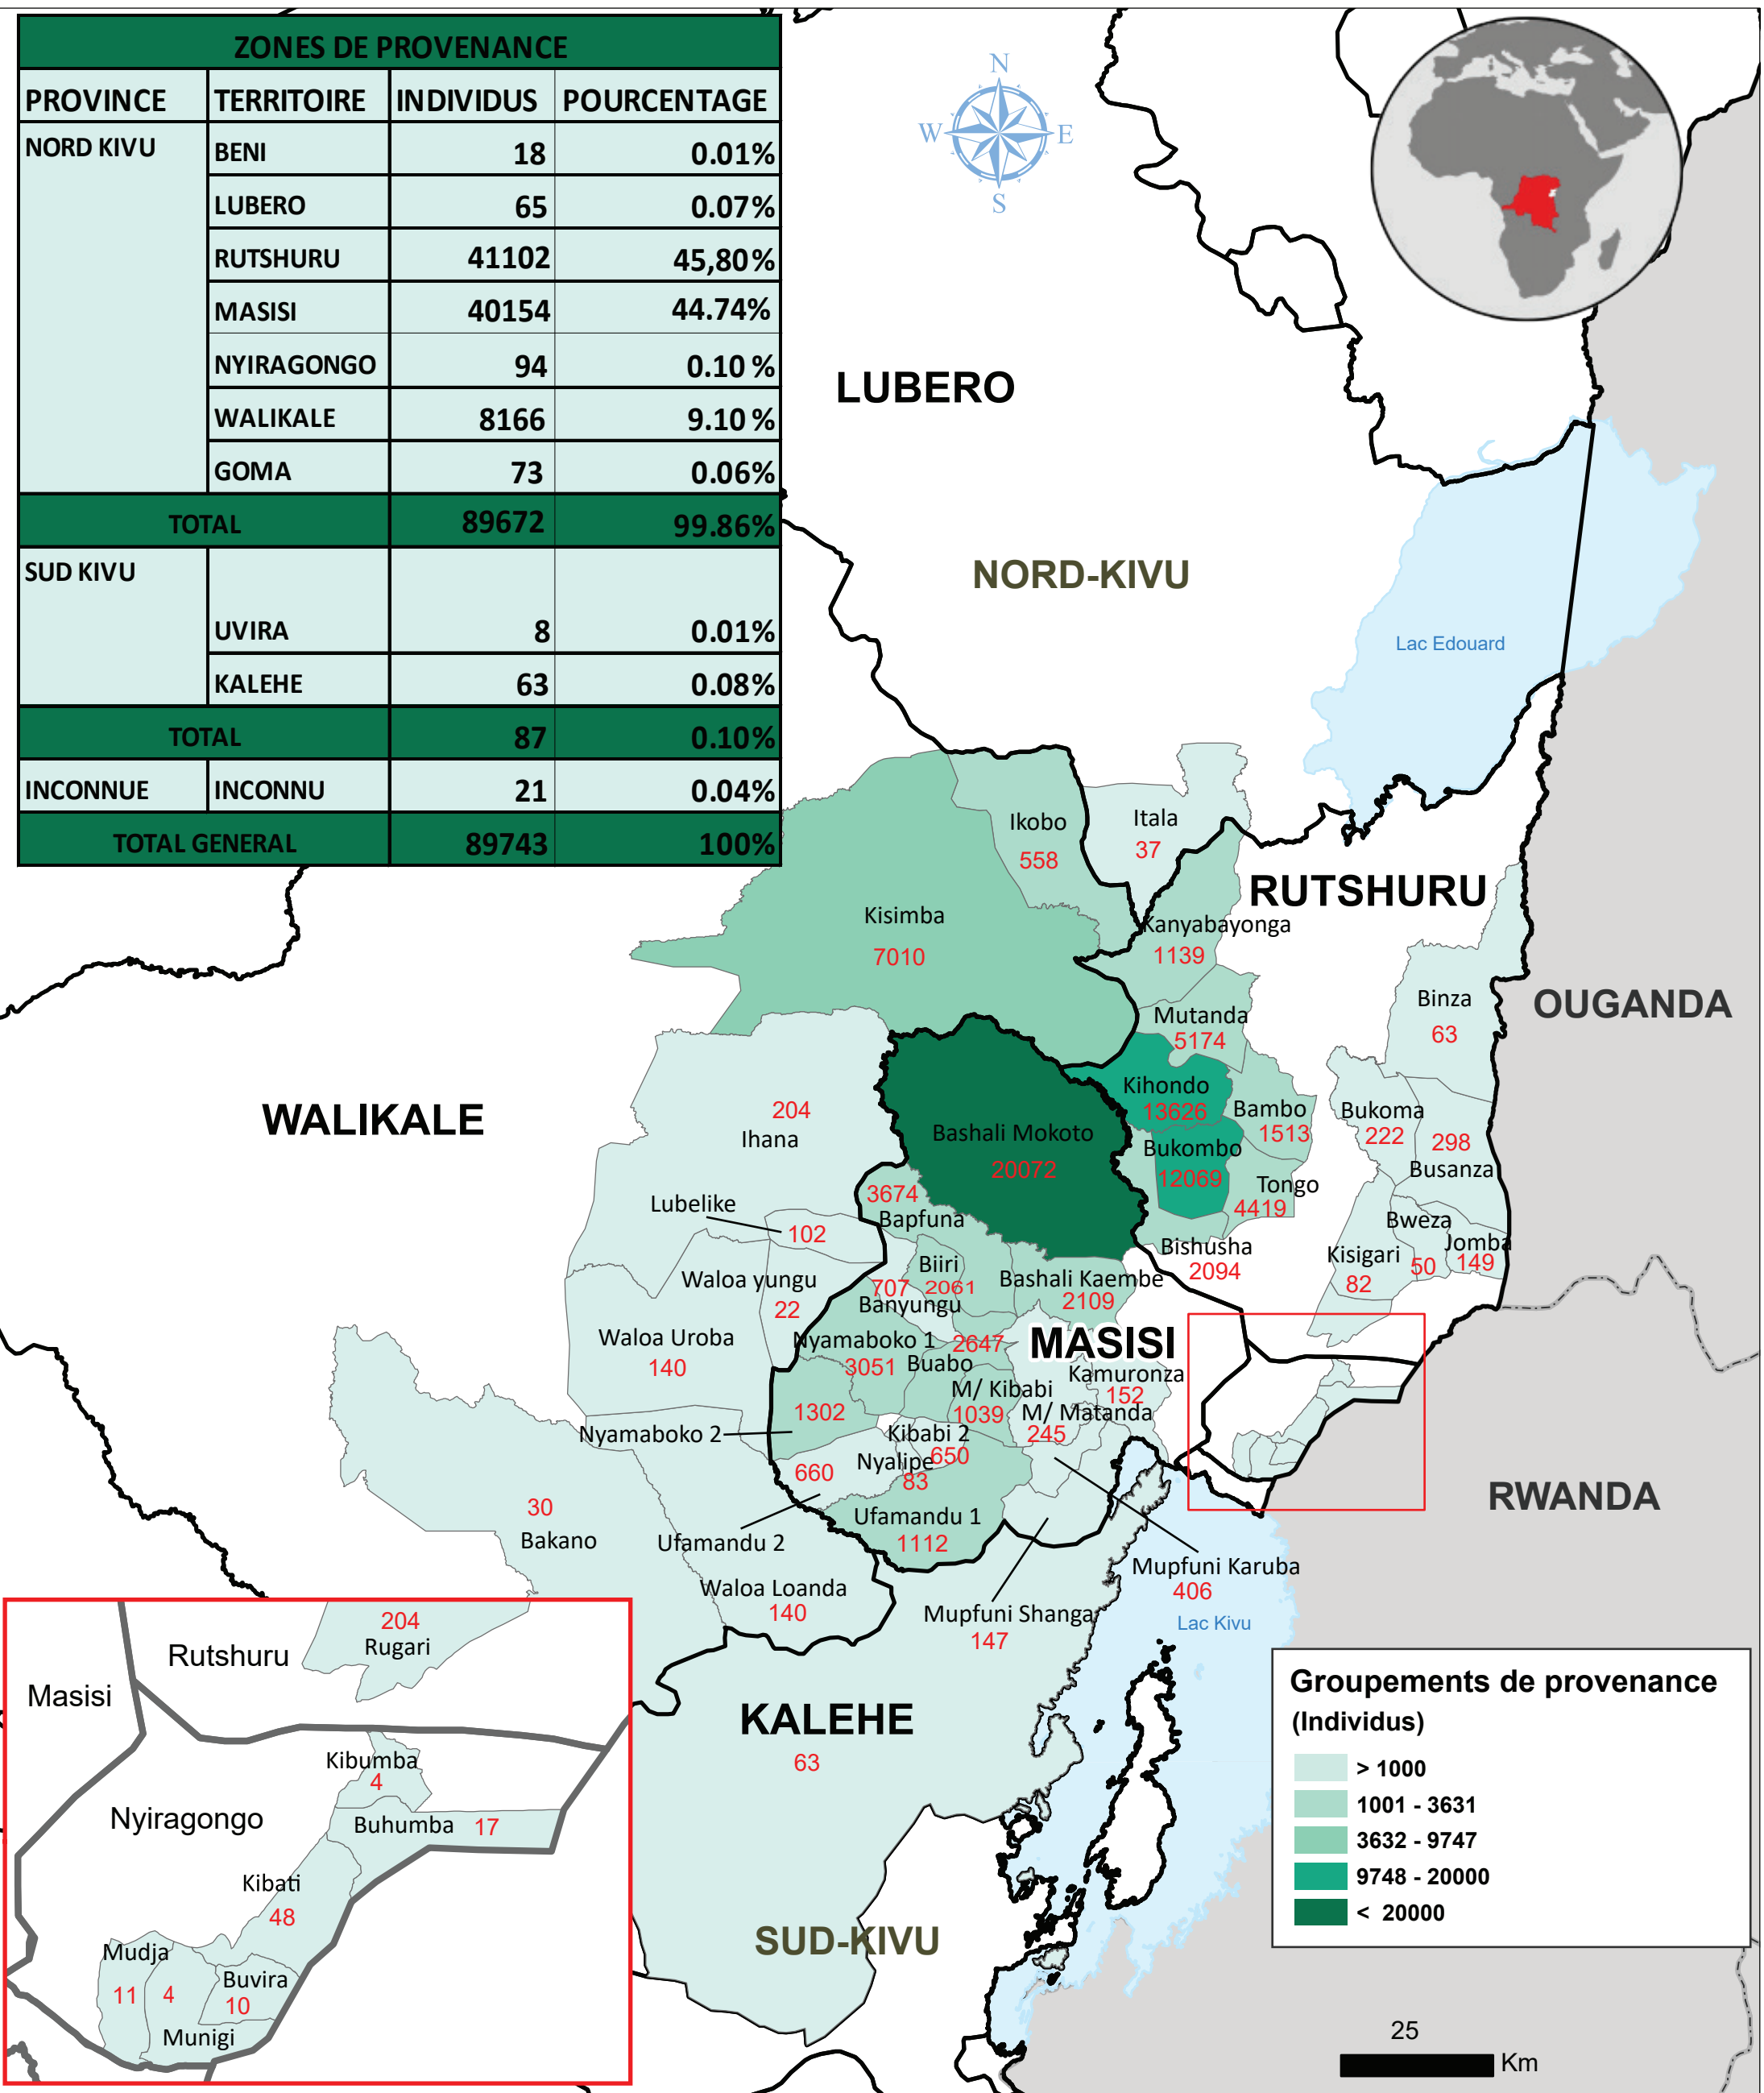 ZONES DE PROVENANCE
PROVINCE TERRITOIRE INDIVIDUS POURCENTAGE
NORD KIVU BENI 18 0.01%
LUBERO 65 0.07%
RUTSHURU 41102 45,80%
MASISI 40154 44.74%
NYIRAGONGO 94 0.10 %
WALIKALE 8166 9.10 %
GOMA 73 0.06%
TOTAL 89672 99.86%
SUD KIVU
UVIRA 8 0.01%
KALEHE 63 0.08%
TOTAL 87 0.10%
INCONNUE INCONNU 21 0.04%
TOTAL GENERAL 89743 100%
N
W E
S
LUBERO
NORD-KIVU
Lac Edouard
Ikobo
558
Itala
37
RUTSHURU
Kisimba
7010
Kanyabayonga
1139
Binza
63
OUGANDA
Mutanda
5174
WALIKALE
204
Ihana
Bashali Mokoto
20072
Kihondo
13626
Bambo
1513
Bukoma
222
298
Busanza
Bukombo
12069
Tongo
4419
3674
Bapfuna
Lubelike
102
Bishusha
2094
Bweza
50
Jomba
149
Kisigari
82
Waloa yungu
22
Biiri
2061
707
Banyungu
Bashali Kaembe
2109
Waloa Uroba
140
Nyamaboko 1
3051
2647
Buabo
MASISI
Kamuronza
152
M/ Kibabi
1039
M/ Matanda
245
1302
Nyamaboko 2
Kibabi 2
650
Nyalipe
83
660
Ufamandu 2
Ufamandu 1
1112
RWANDA
30
Bakano
Waloa Loanda
140
Mupfuni Karuba
406
Mupfuni Shanga
147
Lac Kivu
KALEHE
63
SUD-KIVU
204
Rugari
Rutshuru
Masisi
Kibumba
4
Nyiragongo
Buhumba 17
Kibati
48
Mudja
11
4
Munigi
Buvira
10
Groupements de provenance
(Individus)
> 1000
1001 - 3631
3632 - 9747
9748 - 20000
< 20000
25
Km